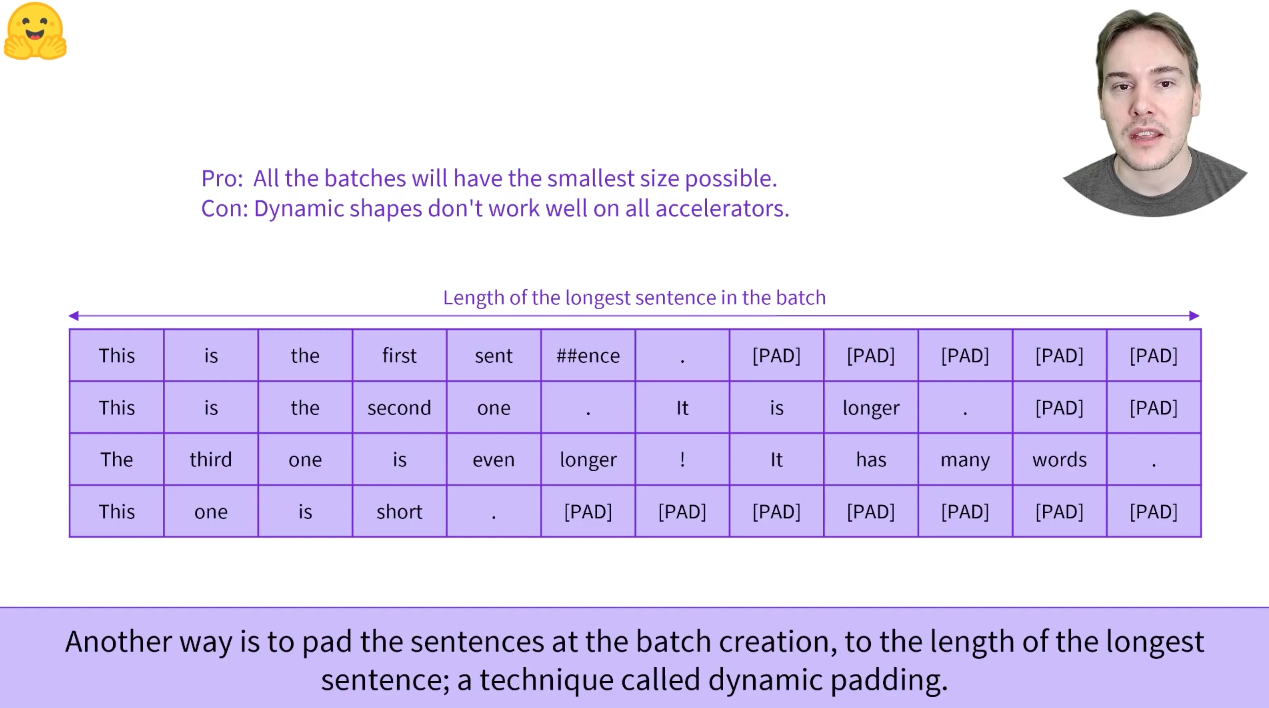 Pro: All the batches will have the smallest size possible.
Con: Dynamic shapes don't work well on all accelerators.
Length of the longest sentence in the batch
This is the first sent ##ence . [PAD] [PAD] [PAD] [PAD] [PAD]
This is the second one . It is longer . [PAD] [PAD]
The third one is even longer ! It has many words .
This one is short . [PAD] [PAD] [PAD] [PAD] [PAD] [PAD] [PAD]
Another way is to pad the sentences at the batch creation, to the length of the longest
sentence; a technique called dynamic padding.